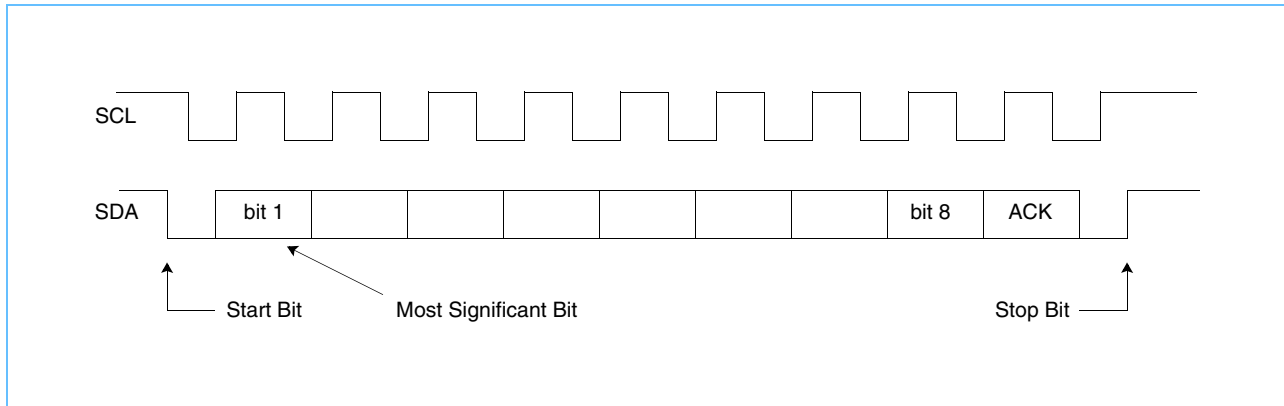 SCL
SDA bit 1 bit 8 ACK
Start Bit Most Significant Bit Stop Bit